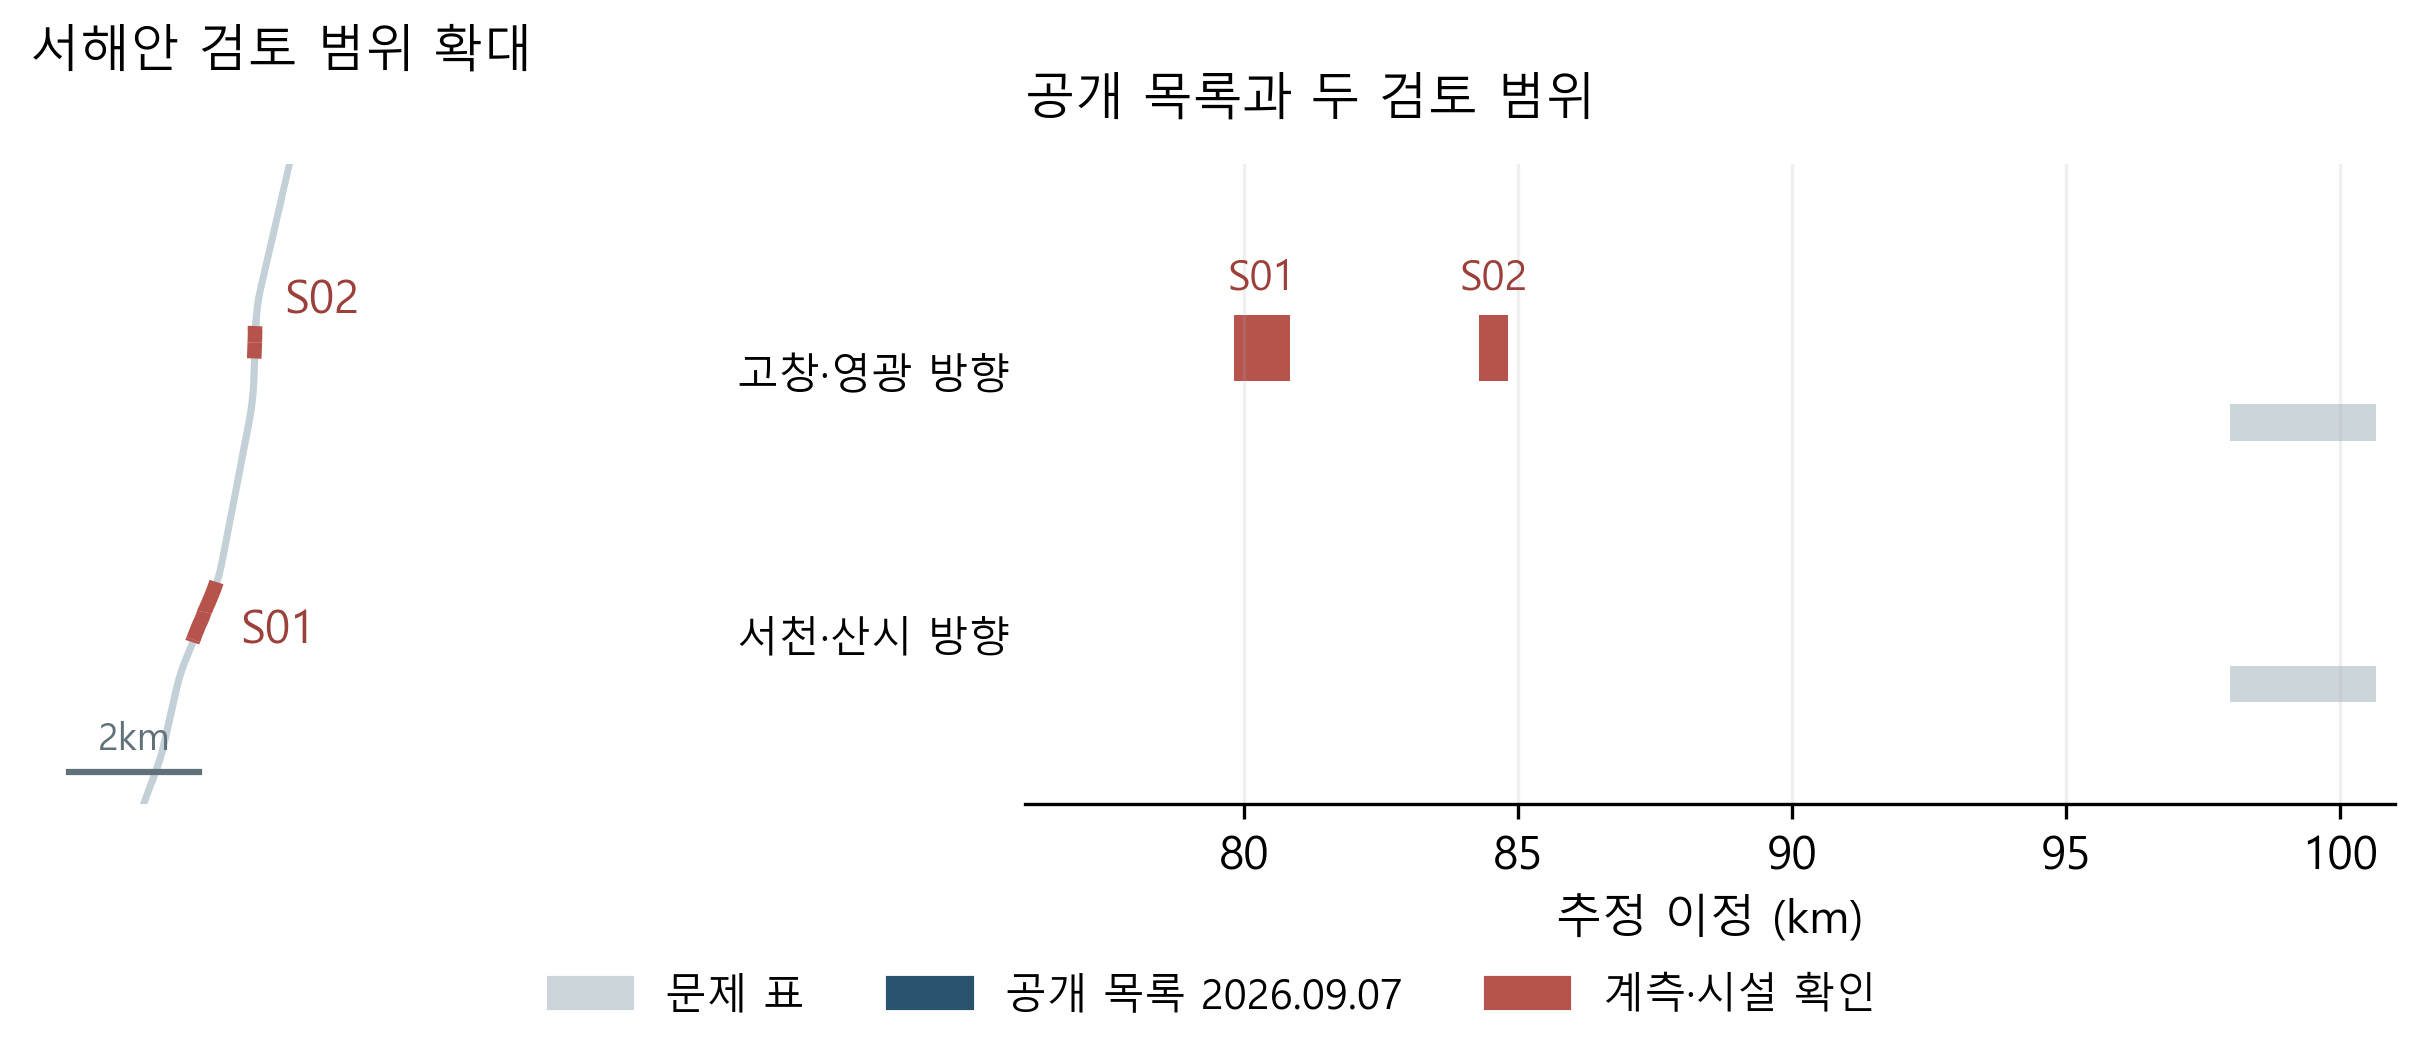 서해안 검토 범위 확대
S02
S01
2km
공개 목록과 두 검토 범위
S01 S02
고창·영광 방향
서천·산시 방향
80 85 90 95 100
추정 이정 (km)
문제 표 공개 목록 2026.09.07 계측·시설 확인